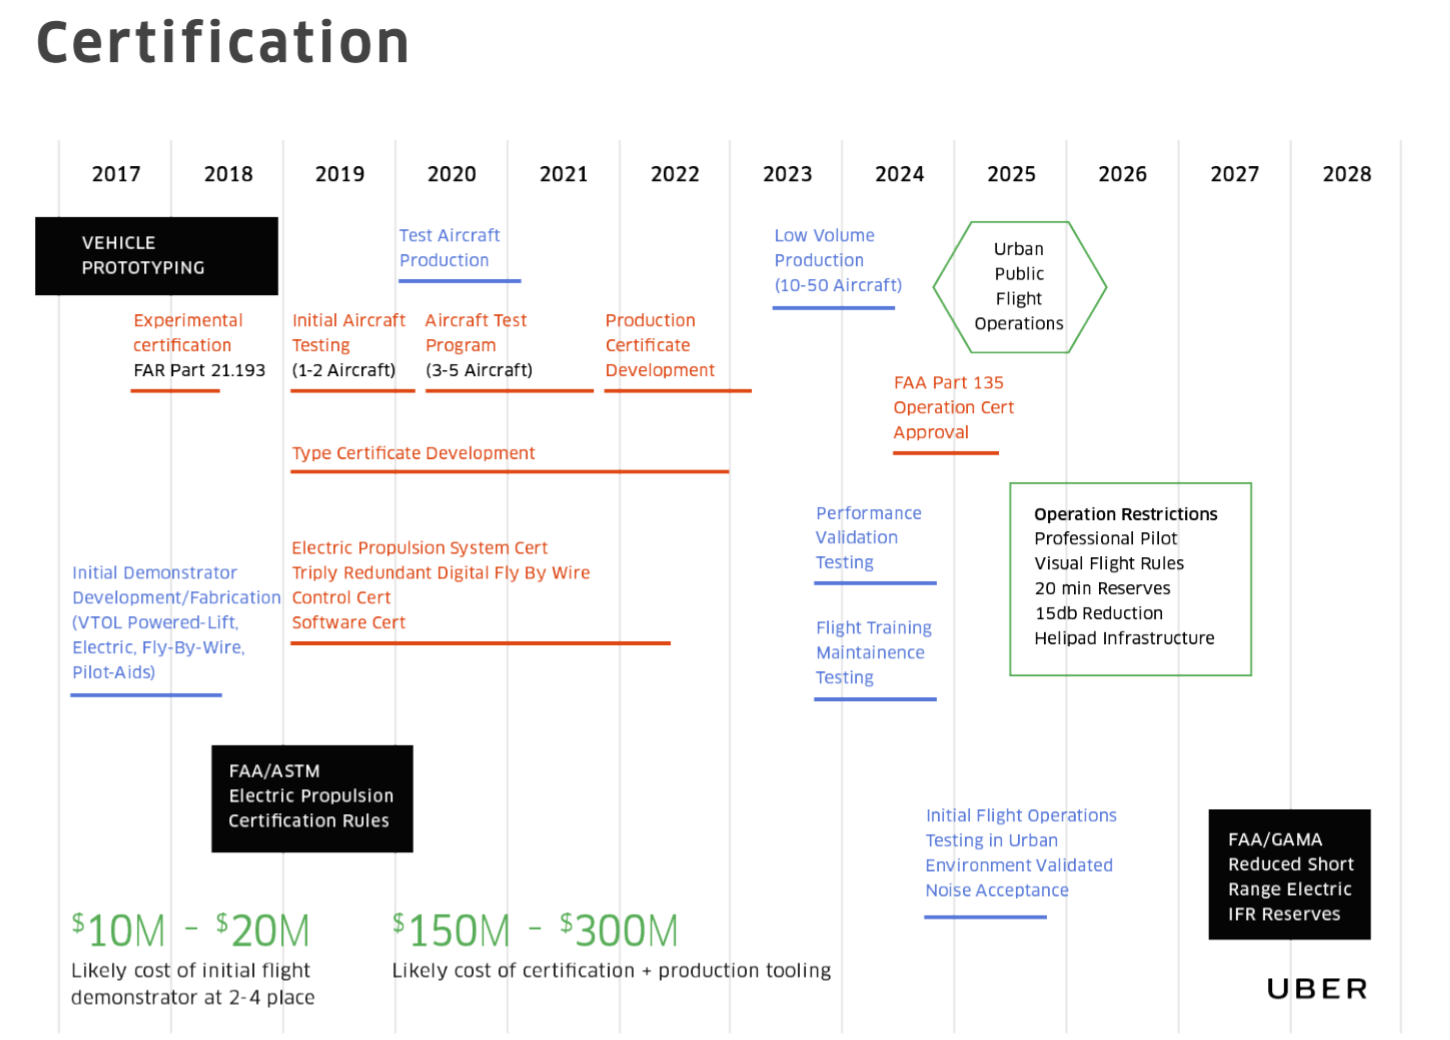 Certification
2017 2018 2019 2020 2021 2022 2023 2024 2025 2026 2027 2028
VEHICLE
PROTOTYPING
Test Aircraft
Production
Low Volume
Production
(10-50 Aircraft)
Urban
Public
Flight
Operations
Experimental
certification
FAR Part 21.193
Initial Aircraft
Testing
(1-2 Aircraft)
Aircraft Test
Program
(3-5 Aircraft)
Production
Certificate
Development
FAA Part 135
Operation Cert
Approval
Type Certificate Development
Performance
Validation
Testing
Operation Restrictions
Professional Pilot
Visual Flight Rules
20 min Reserves
15db Reduction
Helipad Infrastructure
Initial Demonstrator
Development/Fabrication
(VTOL Powered-Lift,
Electric, Fly-By-Wire,
Pilot-Aids)
Electric Propulsion System Cert
Triply Redundant Digital Fly By Wire
Control Cert
Software Cert
Flight Training
Maintainence
Testing
FAA/ASTM
Electric Propulsion
Certification Rules
Initial Flight Operations
Testing in Urban
Environment Validated
Noise Acceptance
FAA/GAMA
Reduced Short
Range Electric
IFR Reserves
$10M - $20M
Likely cost of initial flight
demonstrator at 2-4 place
$150M - $300M
Likely cost of certification + production tooling
UBER